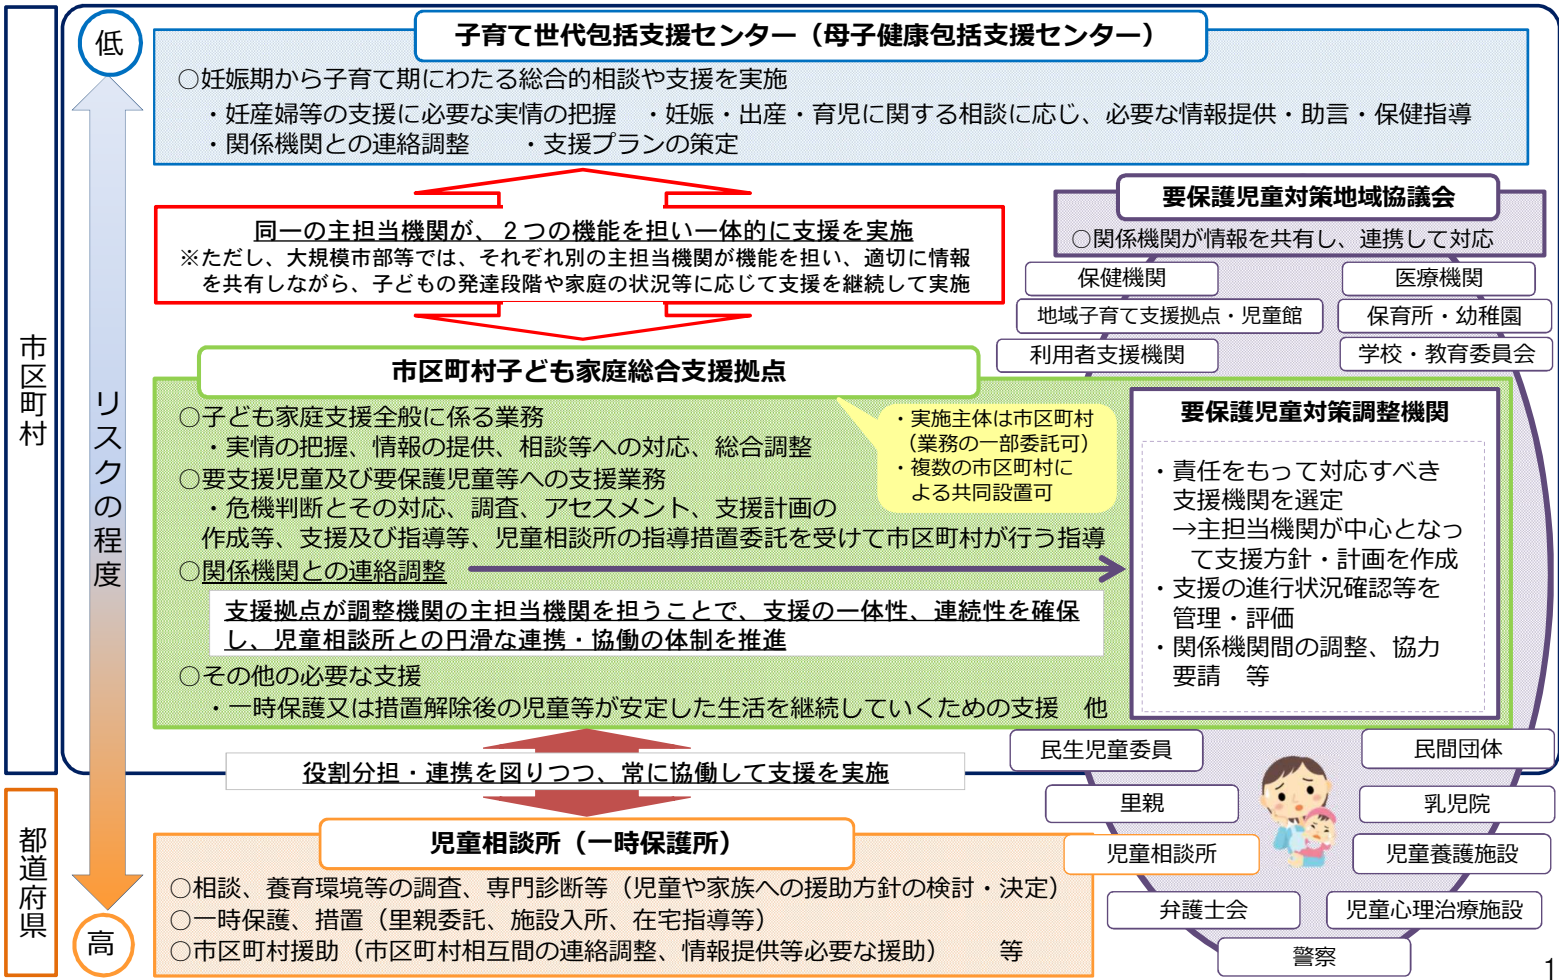 市区町村
低
リスクの程度
高
都道府県
子育て世代包括支援センター（母子健康包括支援センター）
○妊娠期から子育て期にわたる総合的相談や支援を実施
・妊産婦等の支援に必要な実情の把握　・妊娠・出産・育児に関する相談に応じ、必要な情報提供・助言・保健指導
・関係機関との連絡調整　　・支援プランの策定
同一の主担当機関が、２つの機能を担い一体的に支援を実施
※ただし、大規模市部等では、それぞれ別の主担当機関が機能を担い、適切に情報
を共有しながら、子どもの発達段階や家庭の状況等に応じて支援を継続して実施
要保護児童対策地域協議会
○関係機関が情報を共有し、連携して対応
保健機関
医療機関
地域子育て支援拠点・児童館
保育所・幼稚園
利用者支援機関
学校・教育委員会
市区町村子ども家庭総合支援拠点
○子ども家庭支援全般に係る業務
・実情の把握、情報の提供、相談等への対応、総合調整
○要支援児童及び要保護児童等への支援業務
・危機判断とその対応、調査、アセスメント、支援計画の
作成等、支援及び指導等、児童相談所の指導措置委託を受けて市区町村が行う指導
○関係機関との連絡調整
支援拠点が調整機関の主担当機関を担うことで、支援の一体性、連続性を確保
し、児童相談所との円滑な連携・協働の体制を推進
○その他の必要な支援
・一時保護又は措置解除後の児童等が安定した生活を継続していくための支援　他
・実施主体は市区町村
（業務の一部委託可）
・複数の市区町村に
よる共同設置可
要保護児童対策調整機関
・責任をもって対応すべき
支援機関を選定
→主担当機関が中心となっ
て支援方針・計画を作成
・支援の進行状況確認等を
管理・評価
・関係機関間の調整、協力
要請　等
役割分担・連携を図りつつ、常に協働して支援を実施
児童相談所（一時保護所）
○相談、養育環境等の調査、専門診断等（児童や家族への援助方針の検討・決定）
○一時保護、措置（里親委託、施設入所、在宅指導等）
○市区町村援助（市区町村相互間の連絡調整、情報提供等必要な援助）　　　等
民生児童委員
民間団体
里親
乳児院
児童相談所
児童養護施設
弁護士会
児童心理治療施設
警察
1